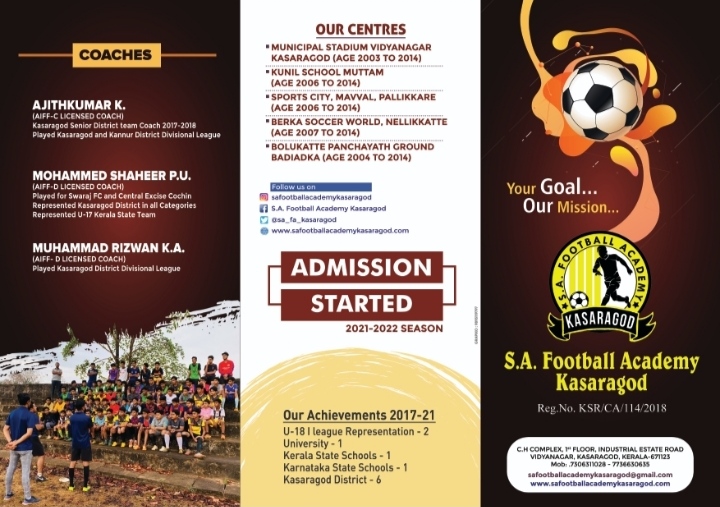 COACHES
AJITHKUMAR K.
(AIFF-C LICENSED COACH)
Kasaragod Senior District team Coach 2017-2018
Played Kasaragod and Kannur District Divisional League
MOHAMMED SHAHEER P.U.
(AIFF-D LICENSED COACH)
Played for Swaraj FC and Central Excise Cochin
Represented Kasaragod District in all Categories
Represented U-17 Kerala State Team
MUHAMMAD RIZWAN K.A.
(AIFF- D LICENSED COACH)
Played Kasaragod District Divisional League
OUR CENTRES
▪ MUNICIPAL STADIUM VIDYANAGAR
KASARAGOD (AGE 2003 TO 2014)
▪ KUNIL SCHOOL MUTTAM
(AGE 2006 TO 2014)
▪ SPORTS CITY, MAVVAL, PALLIKKARE
(AGE 2006 TO 2014)
▪ BERKA SOCCER WORLD, NELLIKKATTE
(AGE 2007 TO 2014)
▪ BOLUKATTE PANCHAYATH GROUND
BADIADKA (AGE 2004 TO 2014)
Follow us on
safootballacademykasaragod
S.A. Football Academy Kasaragod
@sa_fa_kasaragod
www.safootballacademykasaragod.com
ADMISSION
STARTED
2021-2022 SEASON
Our Achievements 2017-21
U-18 I league Representation - 2
University - 1
Kerala State Schools - 1
Karnataka State Schools - 1
Kasaragod District - 6
Your Goal...
Our Mission...
S.A. FOOTBALL ACADEMY
KASARAGOD
S.A. Football Academy
Kasaragod
Reg.No. KSR/CA/114/2018
C.H COMPLEX, 1ST FLOOR, INDUSTRIAL ESTATE ROAD
VIDYANAGAR, KASARAGOD, KERALA-671123
Mob: .7306311028 - 7736630635
safootballacademykasaragod@gmail.com
www.safootballacademykasaragod.com